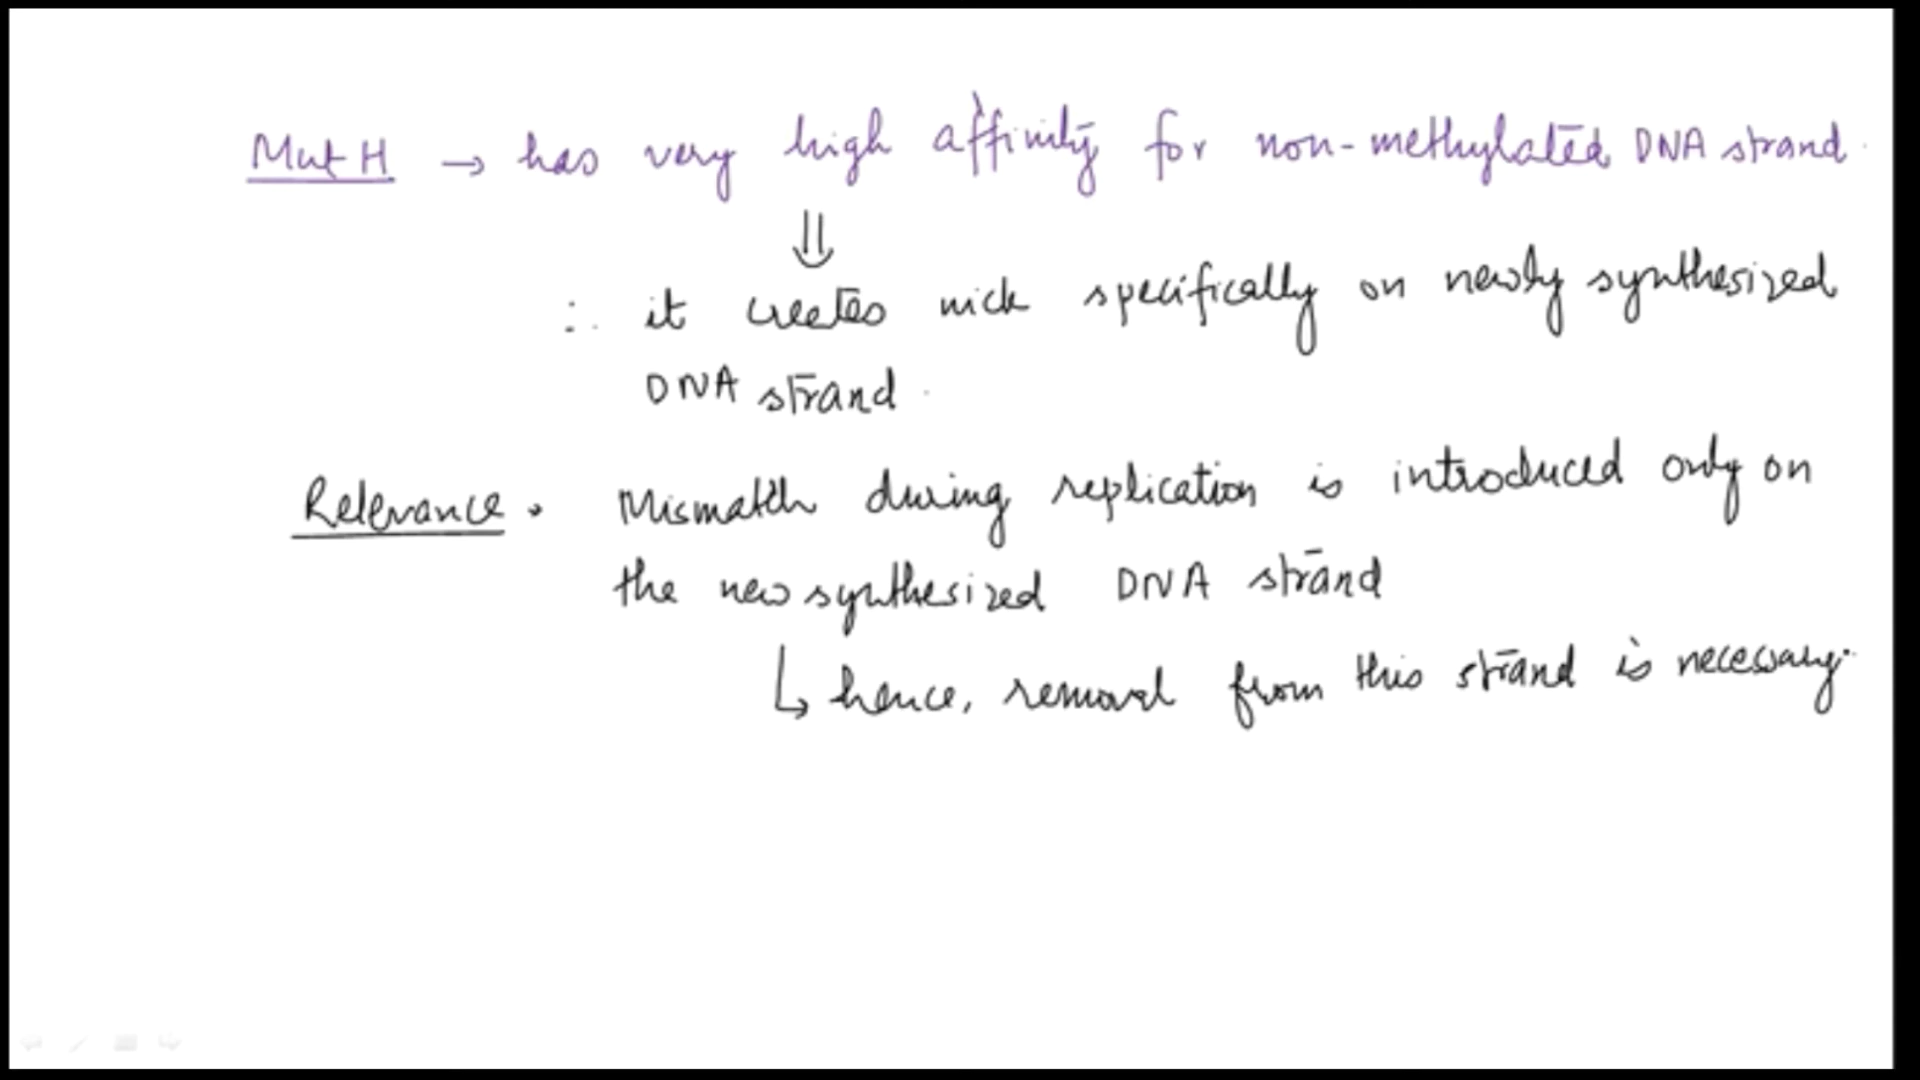 Mut H → has very high affinity for non-methylated DNA strand.
⇓
∴ it creates nick specifically on newly synthesized
DNA strand.
Relevance. Mismatch during replication is introduced only on
the new synthesized DNA strand
↳ hence, removal from this strand is necessary.